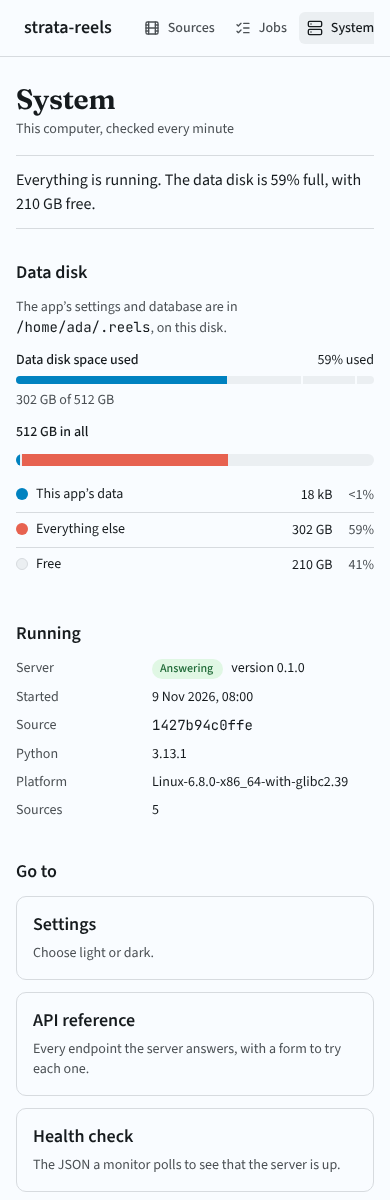 strata-reels Sources Jobs System
System
This computer, checked every minute
Everything is running. The data disk is 59% full, with
210 GB free.
Data disk
The app's settings and database are in
/home/ada/.reels, on this disk.
Data disk space used 59% used
302 GB of 512 GB
512 GB in all
This app's data 18 kB <1%
Everything else 302 GB 59%
Free 210 GB 41%
Running
Server Answering version 0.1.0
Started 9 Nov 2026, 08:00
Source 1427b94c0ffe
Python 3.13.1
Platform Linux-6.8.0-x86_64-with-glibc2.39
Sources 5
Go to
Settings
Choose light or dark.
API reference
Every endpoint the server answers, with a form to try
each one.
Health check
The JSON a monitor polls to see that the server is up.